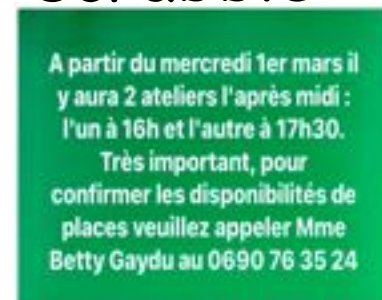 A partir du mercredi 1er mars il
y aura 2 ateliers l'après midi :
l'un à 16h et l'autre à 17h30.
Très important, pour
confirmer les disponibilités de
places veuillez appeler Mme
Betty Gaydu au 0690 76 35 24